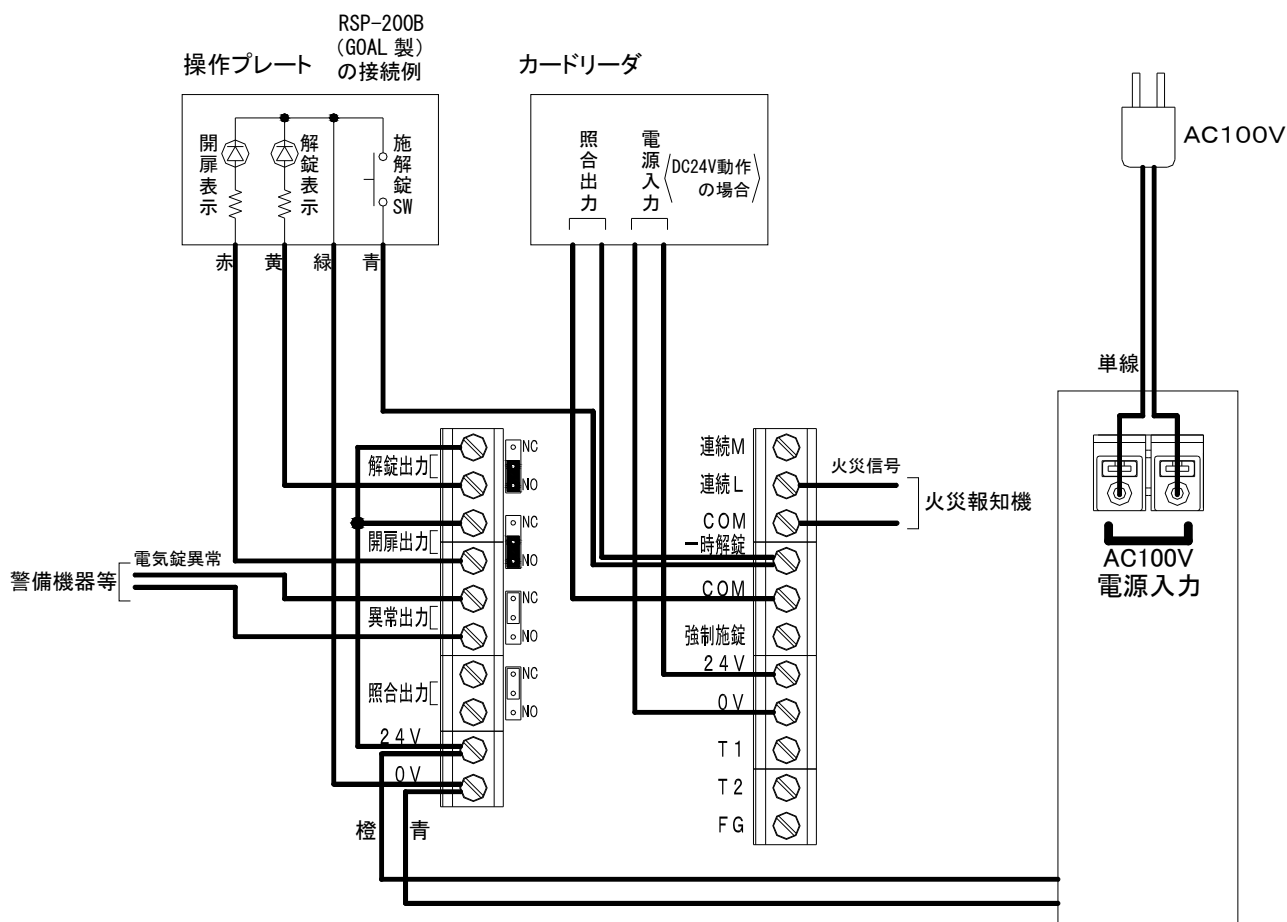 RSP-200B
(GOAL 製)
の接続例
操作プレート
カードリーダ
開扉表示
解錠表示
施解錠SW
照合出力
電源入力
DC24V動作
の場合
AC100V
赤
黄
緑
青
単線
解錠出力
NC
NO
開扉出力
NC
NO
電気錠異常
警備機器等
異常出力
NC
NO
照合出力
NC
NO
24V
0V
橙
青
連続M
連続L
COM
一時解錠
COM
強制施錠
24V
0V
T1
T2
FG
火災信号
火災報知機
AC100V
電源入力